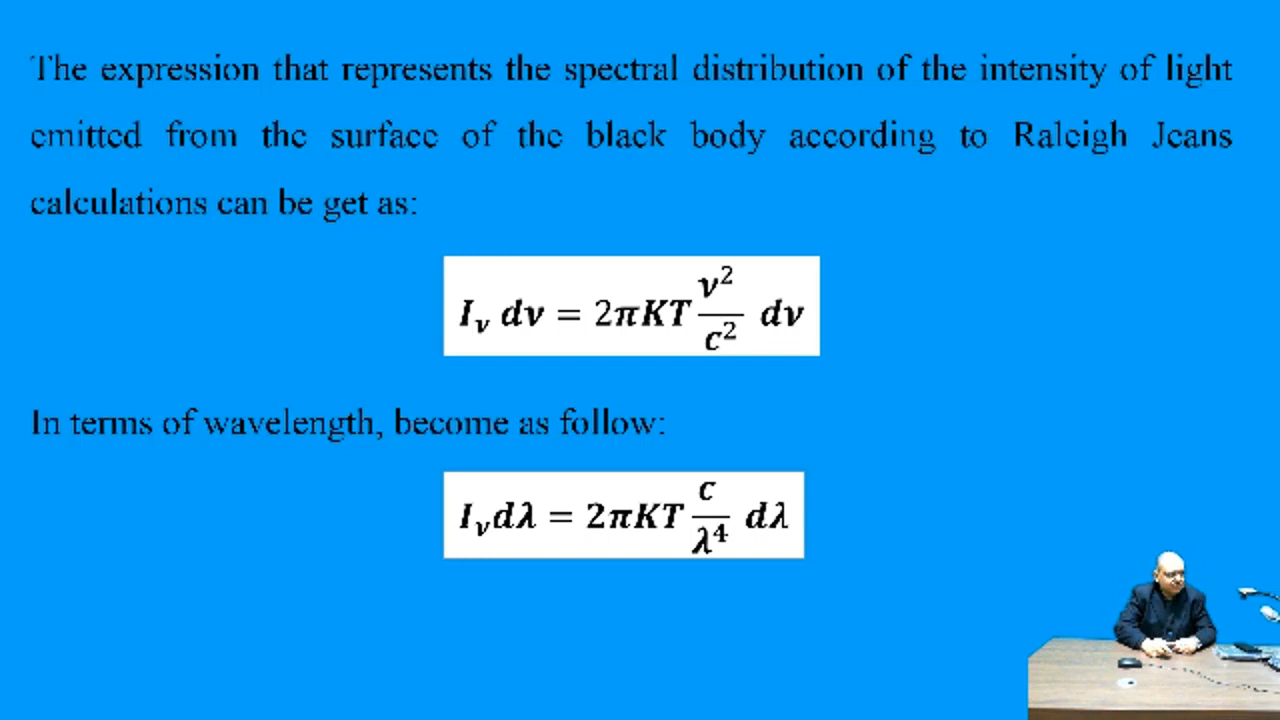 The expression that represents the spectral distribution of the intensity of light
emitted from the surface of the black body according to Raleigh Jeans
calculations can be get as:
I_ν dν = 2πKT ν²/c² dν
In terms of wavelength, become as follow:
I_ν dλ = 2πKT c/λ⁴ dλ